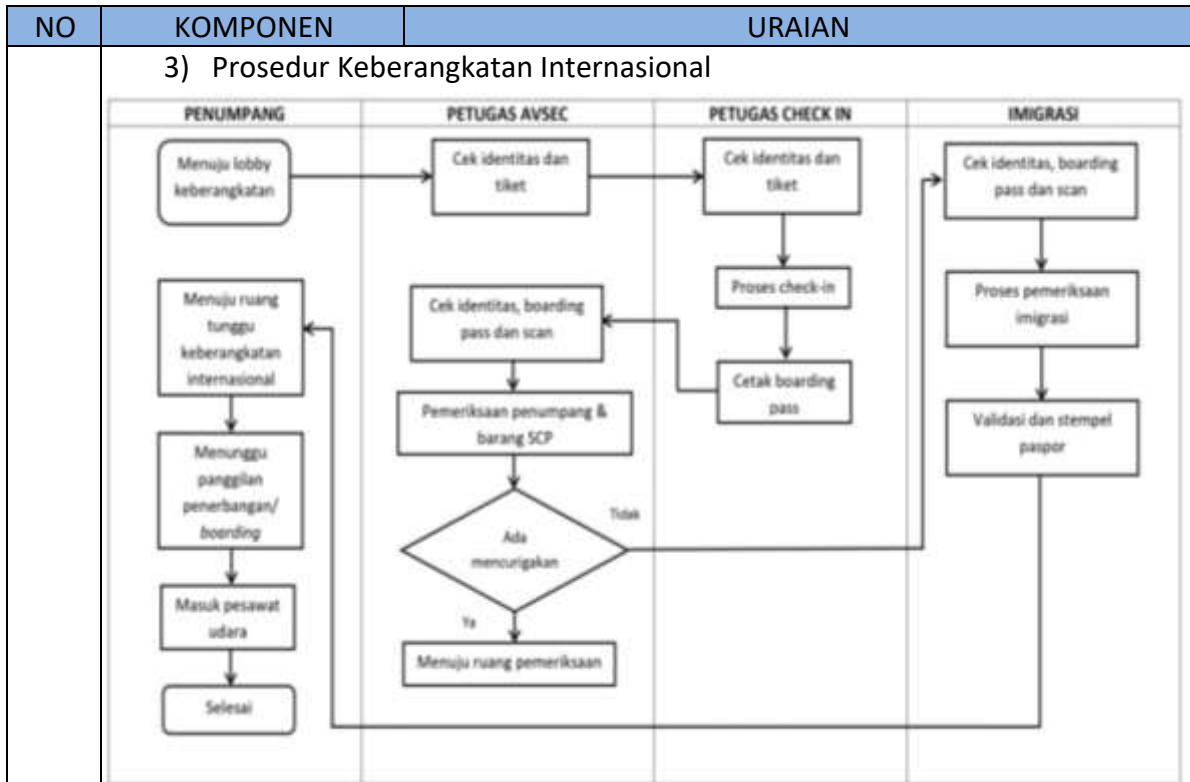 NO KOMPONEN URAIAN
3) Prosedur Keberangkatan Internasional
PENUMPANG PETUGAS AVSEC PETUGAS CHECK IN IMIGRASI
Menuju lobby
keberangkatan
Cek identitas dan
tiket
Cek identitas dan
tiket
Cek identitas, boarding
pass dan scan
Menuju ruang
tunggu
keberangkatan
internasional
Cek identitas, boarding
pass dan scan
Proses check-in
Proses pemeriksaan
imigrasi
Cetak boarding
pass
Pemeriksaan penumpang &
barang SCP
Validasi dan stempel
paspor
Menunggu
panggilan
penerbangan/
boarding
Ada
mencurigakan
Tidak
Ya
Masuk pesawat
udara
Menuju ruang pemeriksaan
Selesai